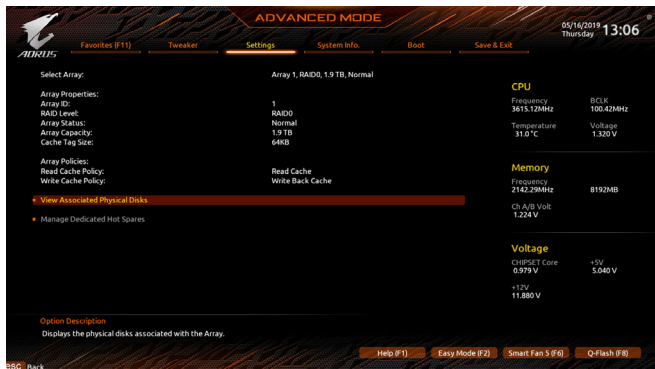 ADVANCED MODE
05/16/2019 Thursday 13:06
AORUS
Favorites (F11) Tweaker Settings System Info. Boot Save & Exit
Select Array: Array 1, RAID0, 1.9 TB, Normal
Array Properties:
Array ID: 1
RAID Level: RAID0
Array Status: Normal
Array Capacity: 1.9 TB
Cache Tag Size: 64KB
Array Policies:
Read Cache Policy: Read Cache
Write Cache Policy: Write Back Cache
View Associated Physical Disks
Manage Dedicated Hot Spares
CPU
Frequency BCLK
3615.12MHz 100.42MHz
Temperature Voltage
31.0 °C 1.320 V
Memory
Frequency
2142.29MHz 8192MB
Ch A/B Volt
1.224 V
Voltage
CHIPSET Core +5V
0.979 V 5.040 V
+12V
11.880 V
Option Description
Displays the physical disks associated with the Array.
Help (F1) Easy Mode (F2) Smart Fan 5 (F6) Q-Flash (F8)
esc Back